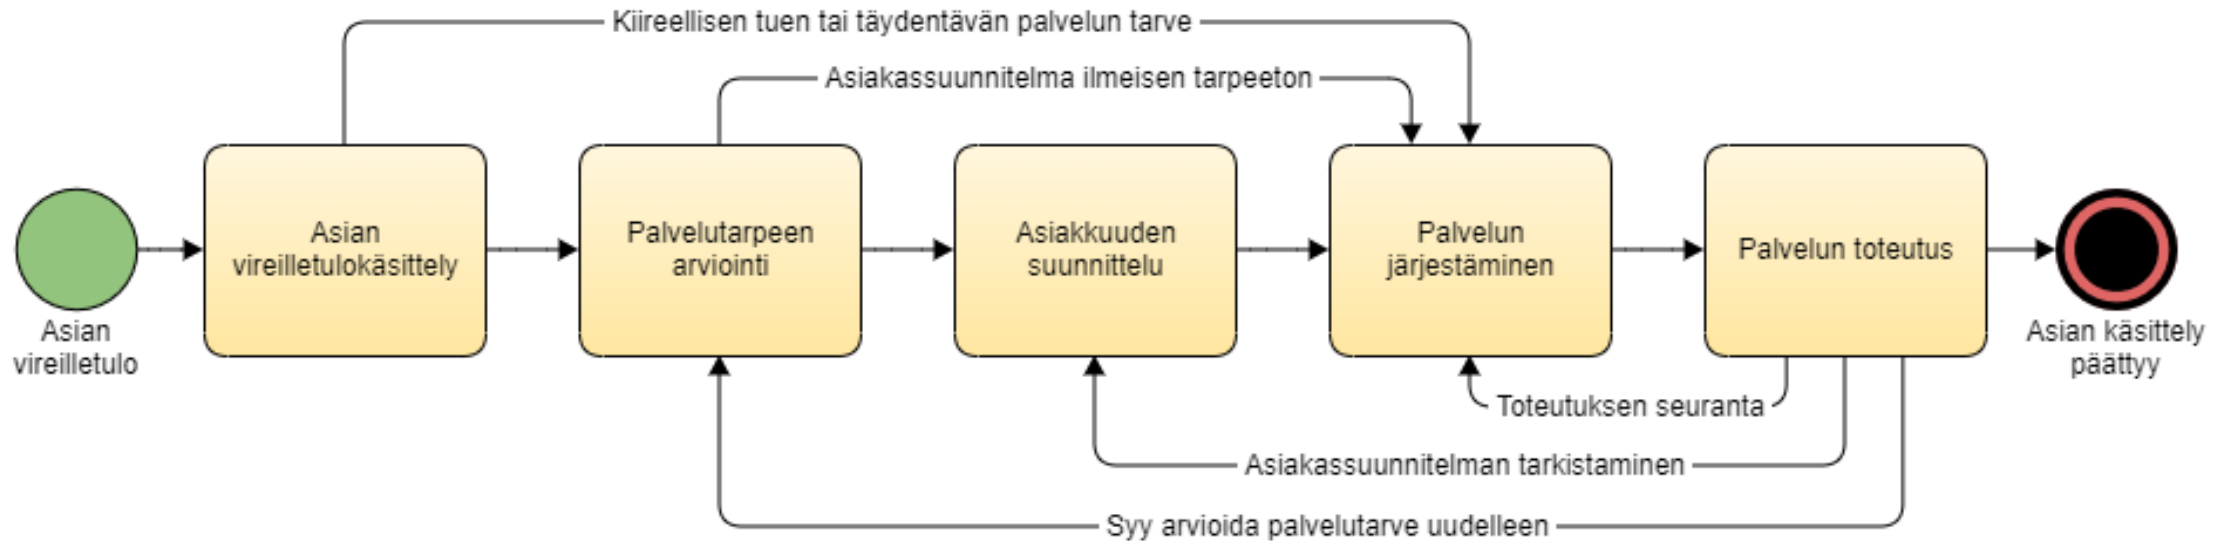 Kiireellisen tuen tai täydentävän palvelun tarve
Asiakassuunnitelma ilmeisen tarpeeton
Asian
vireilletulo
Asian
vireilletulokäsittely
Palvelutarpeen
arviointi
Asiakkuuden
suunnittelu
Palvelun
järjestäminen
Palvelun toteutus
Asian käsittely
päättyy
Toteutuksen seuranta
Asiakassuunnitelman tarkistaminen
Syy arvioida palvelutarve uudelleen